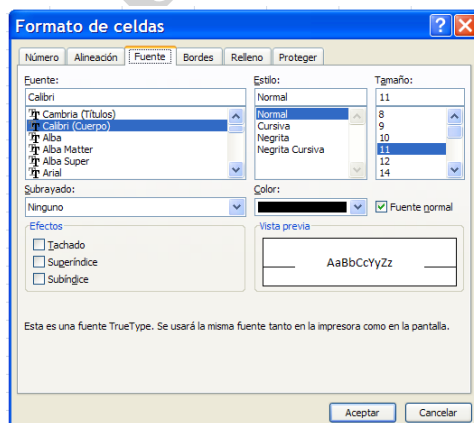 Formato de celdas
Número Alineación Fuente Bordes Relleno Proteger
Fuente: Estilo: Tamaño:
Calibri Normal 11
Cambria (Títulos) Normal 8
Calibri (Cuerpo) Cursiva 9
Alba Negrita 10
Alba Matter Negrita Cursiva 11
Alba Super 12
Arial 14
Subrayado: Color:
Ninguno Fuente normal
Efectos Vista previa
Tachado
Superíndice AaBbCcYyZz
Subíndice
Esta es una fuente TrueType. Se usará la misma fuente tanto en la impresora como en la pantalla.
Aceptar Cancelar